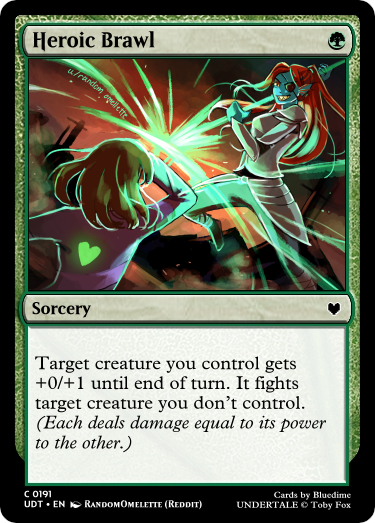 Heroic Brawl
u/random_omelette
Sorcery
Target creature you control gets
+0/+1 until end of turn. It fights
target creature you don't control.
(Each deals damage equal to its power
to the other.)
C 0191
UDT • EN RandomOmelette (Reddit)
Cards by Bluedime
UNDERTALE © Toby Fox